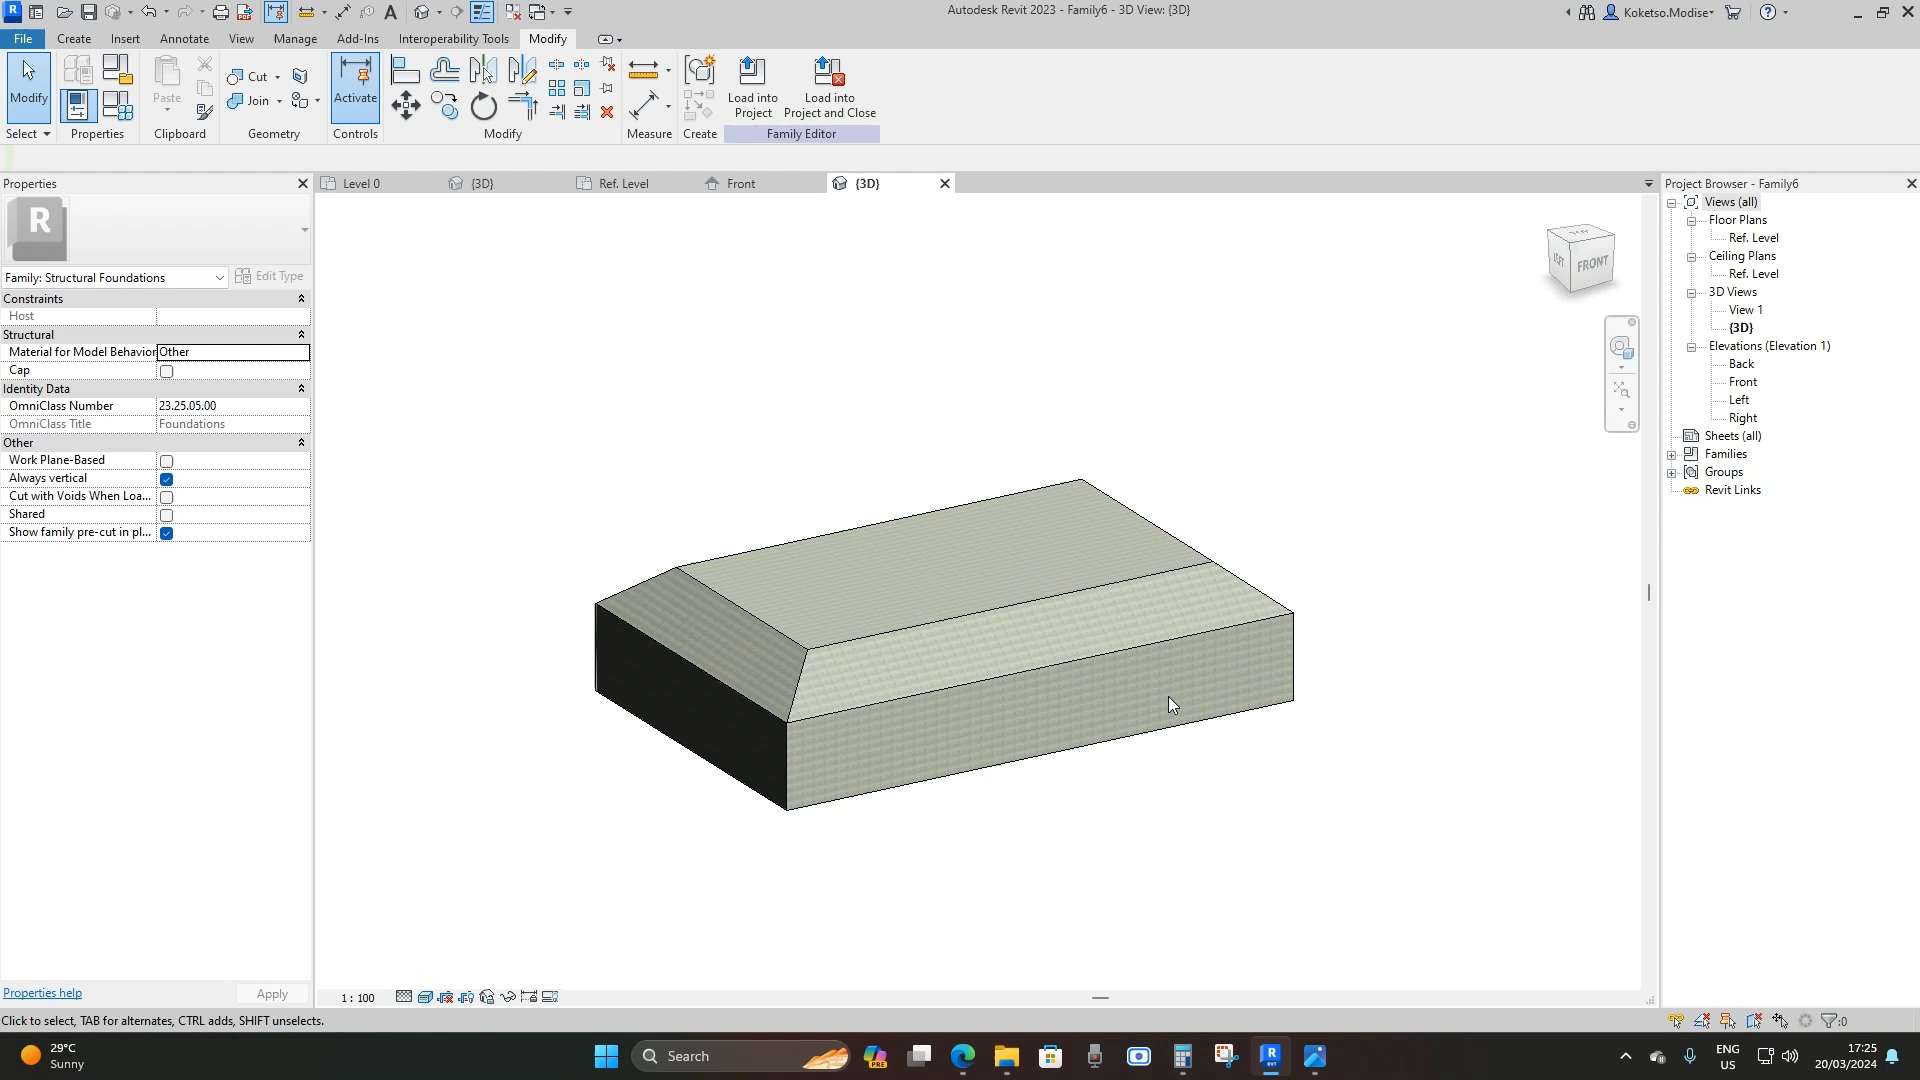 Autodesk Revit 2023 - Family6 - 3D View: {3D}
Koketso.Modise
File Create Insert Annotate View Manage Add-Ins Interoperability Tools Modify
Modify
Paste
Cut
Join
Activate
Load into Project
Load into Project and Close
Select Properties Clipboard Geometry Controls Modify Measure Create Family Editor
Properties
Level 0
{3D}
Ref. Level
Front
{3D}
R
Family: Structural Foundations
Edit Type
Constraints
Host
Structural
Material for Model Behavior Other
Cap
Identity Data
OmniClass Number 23.25.05.00
OmniClass Title Foundations
Other
Work Plane-Based
Always vertical
Cut with Voids When Loa...
Shared
Show family pre-cut in pl...
Properties help
Apply
TOP
LEFT
FRONT
Project Browser - Family6
Views (all)
Floor Plans
Ref. Level
Ceiling Plans
Ref. Level
3D Views
View 1
{3D}
Elevations (Elevation 1)
Back
Front
Left
Right
Sheets (all)
Families
Groups
Revit Links
1 : 100
Click to select, TAB for alternates, CTRL adds, SHIFT unselects.
:0
29°C
Sunny
Search
PRE
ENG
US
17:25
20/03/2024